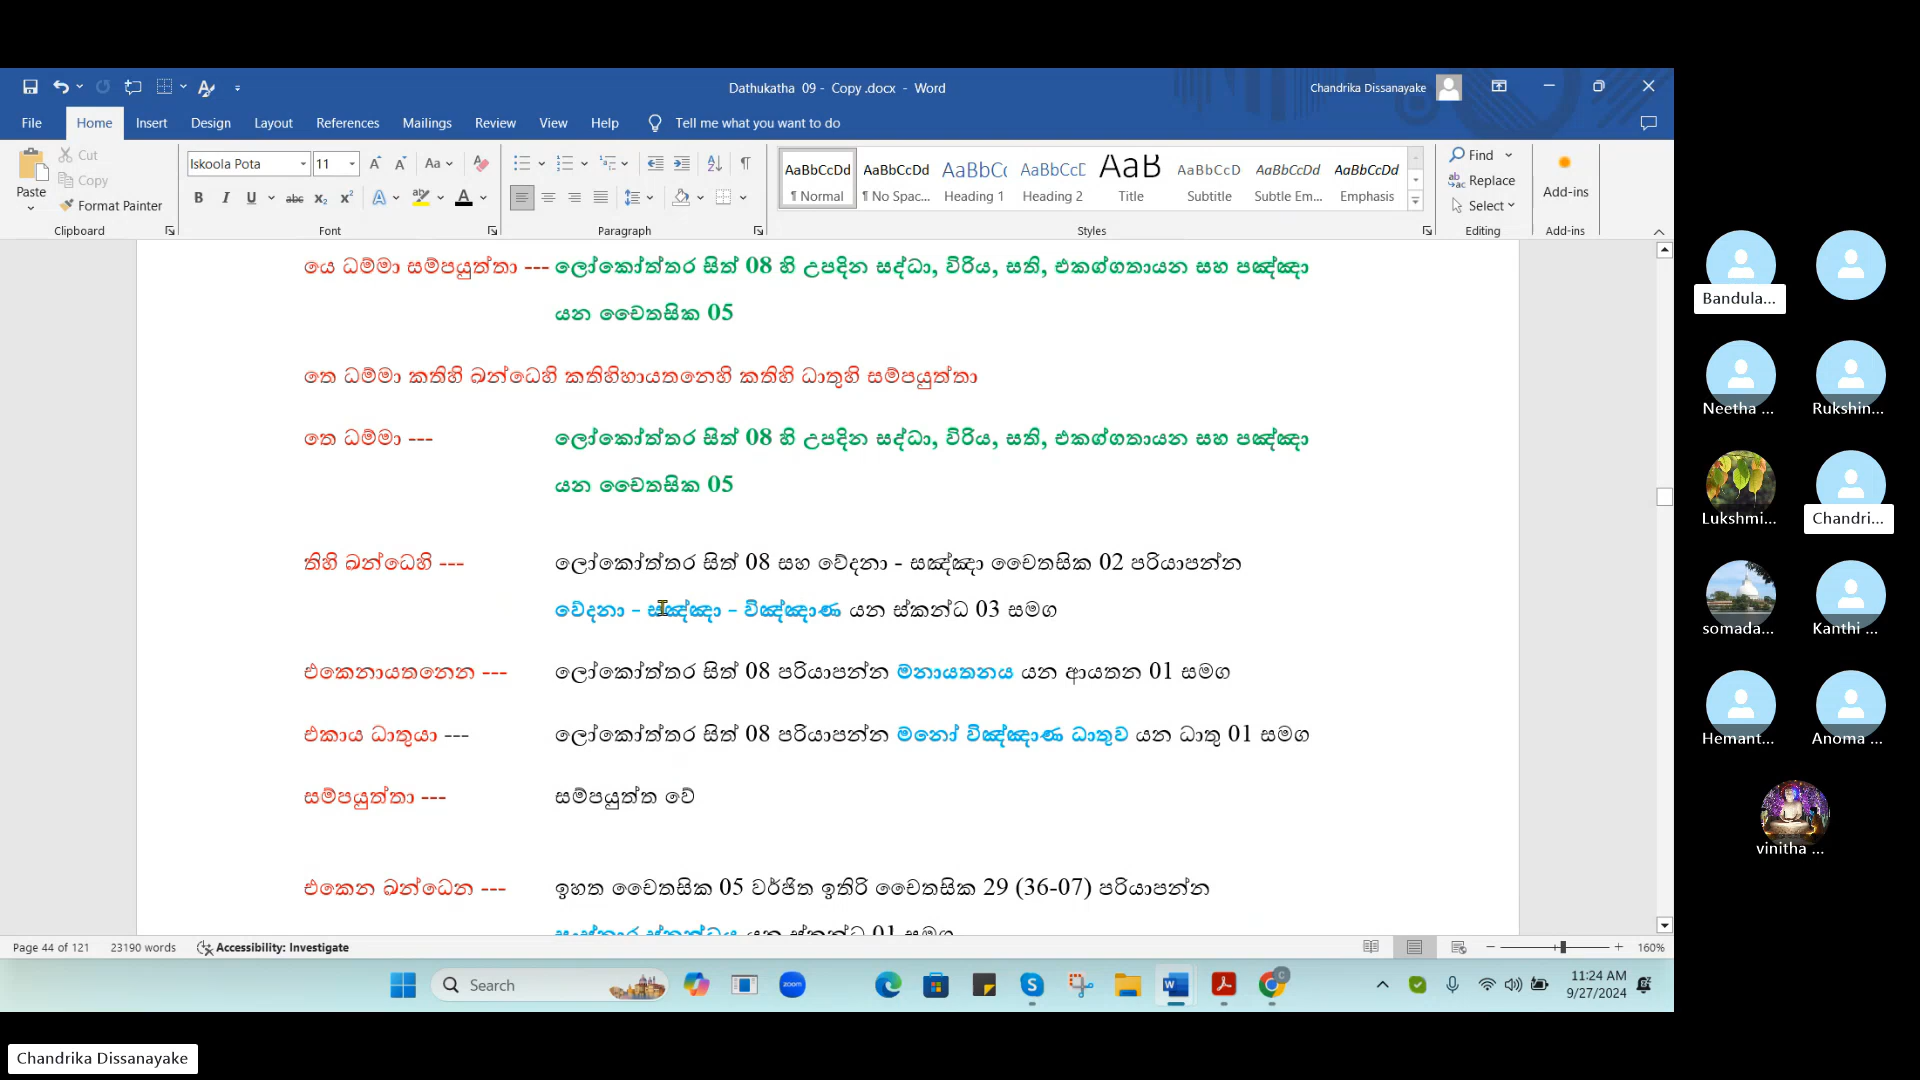 Dathukatha 09 - Copy .docx - Word
Chandrika Dissanayake
File Home Insert Design Layout References Mailings Review View Help Tell me what you want to do
Paste
Cut
Copy
Format Painter
Clipboard
Iskoola Pota 11
Font
Paragraph
AaBbCcDd ¶ Normal
AaBbCcDd ¶ No Spac...
AaBbCc Heading 1
AaBbCcD Heading 2
AaB Title
AaBbCcD Subtitle
AaBbCcDd Subtle Em...
AaBbCcDd Emphasis
Styles
Find
Replace
Select
Editing
Add-ins
Add-ins
යෙ ධම්මා සම්පයුත්තා --- ලෝකෝත්තර සිත් 08 හි උපදින සද්ධා, විරිය, සති, එකග්ගතායන සහ පඤ්ඤා
යන චෛතසික 05
තෙ ධම්මා කතිහි ඛන්ධෙහි කතිහිහායතනෙහි කතිහි ධාතුහි සම්පයුත්තා
තෙ ධම්මා --- ලෝකෝත්තර සිත් 08 හි උපදින සද්ධා, විරිය, සති, එකග්ගතායන සහ පඤ්ඤා
යන චෛතසික 05
තිහි ඛන්ධෙහි --- ලෝකෝත්තර සිත් 08 සහ වේදනා - සඤ්ඤා චෛතසික 02 පරියාපන්න
වේදනා - සඤ්ඤා - විඤ්ඤාණ යන ස්කන්ධ 03 සමග
එකෙනායතනෙන --- ලෝකෝත්තර සිත් 08 පරියාපන්න මනායතනය යන ආයතන 01 සමග
එකාය ධාතුයා --- ලෝකෝත්තර සිත් 08 පරියාපන්න මනෝ විඤ්ඤාණ ධාතුව යන ධාතු 01 සමග
සම්පයුත්තා --- සම්පයුත්ත වේ
එකෙන ඛන්ධෙන --- ඉහත චෛතසික 05 වර්ජිත ඉතිරි චෛතසික 29 (36-07) පරියාපන්න
සංස්කාර ස්කන්ධය යන ස්කන්ධ 01 සමග
Page 44 of 121 23190 words Accessibility: Investigate 160%
Search
zoom
11:24 AM
9/27/2024
Bandula...
Neetha ...
Rukshin...
Lukshmi...
Chandri...
somada...
Kanthi ...
Hemant...
Anoma ...
vinitha ...
Chandrika Dissanayake